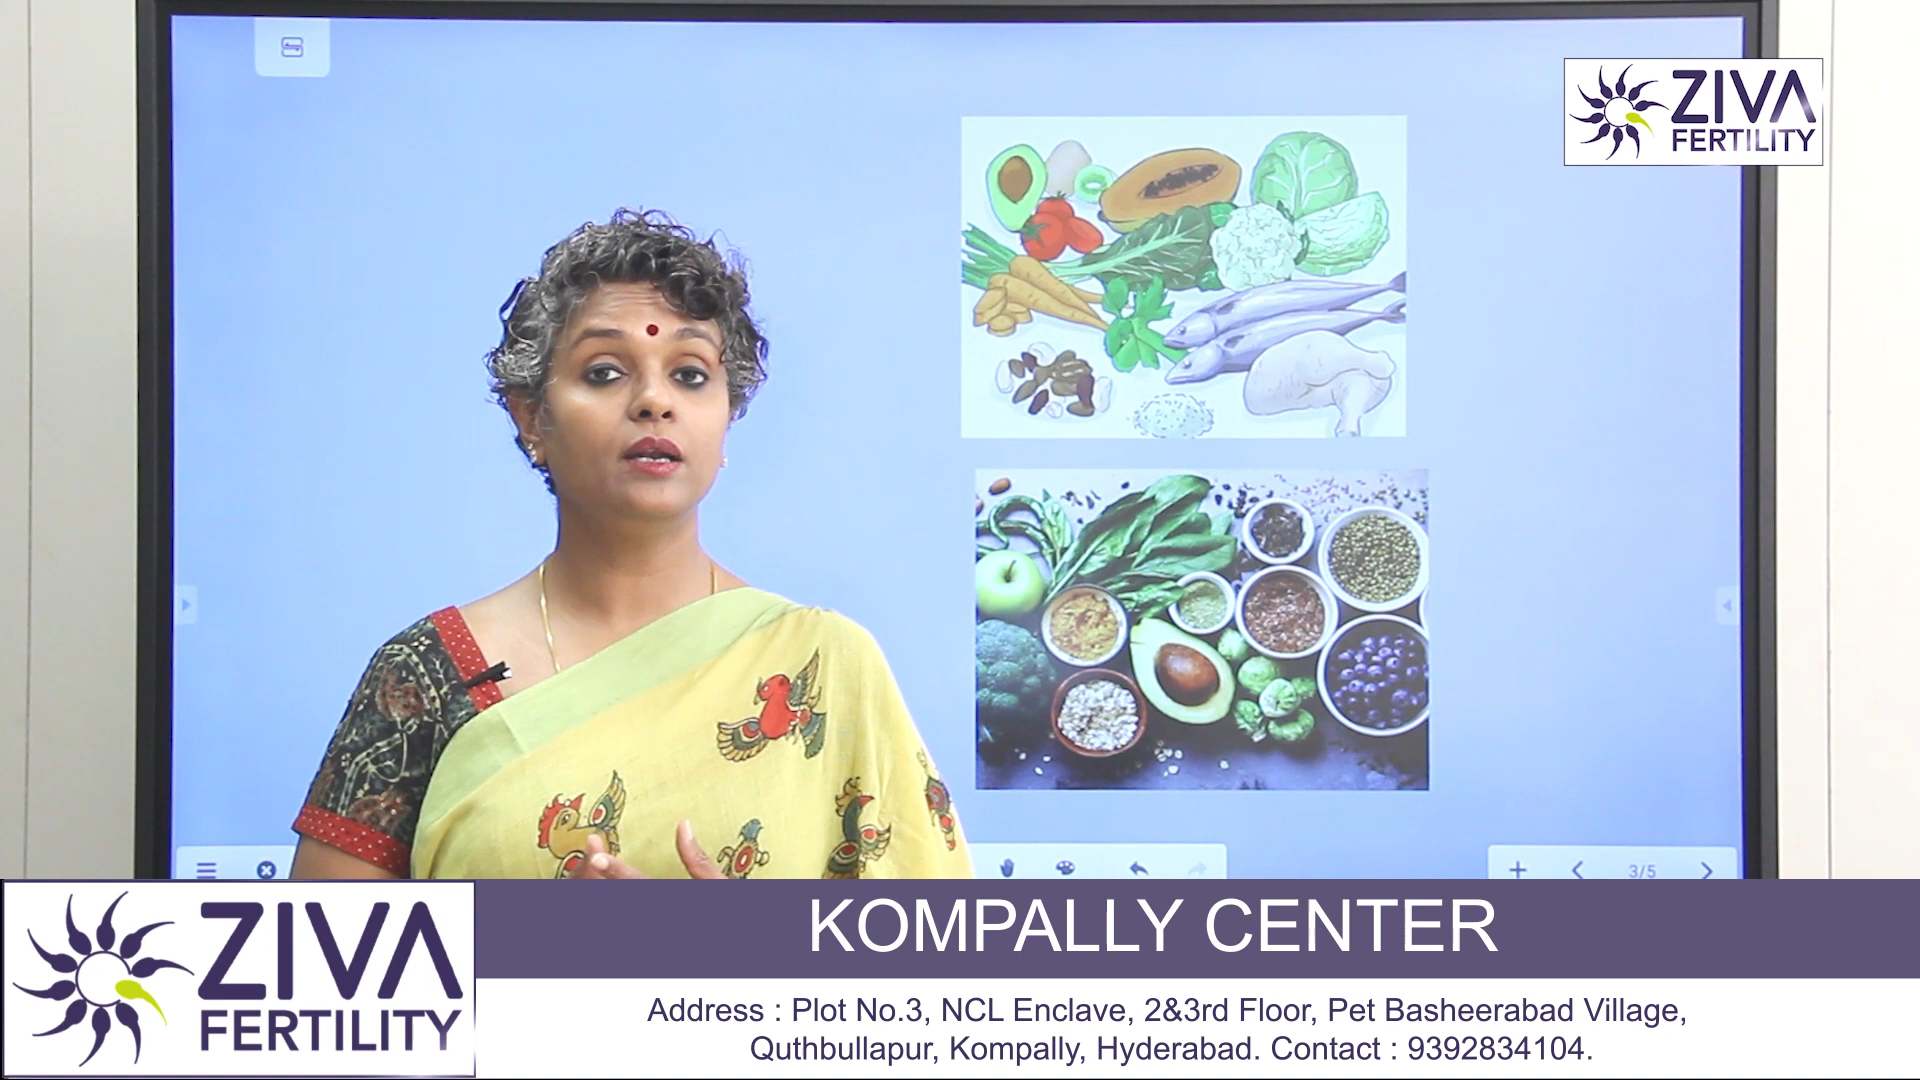 ZIVA
FERTILITY
3/5
ZIVA
FERTILITY
KOMPALLY CENTER
Address : Plot No.3, NCL Enclave, 2&3rd Floor, Pet Basheerabad Village,
Quthbullapur, Kompally, Hyderabad. Contact : 9392834104.